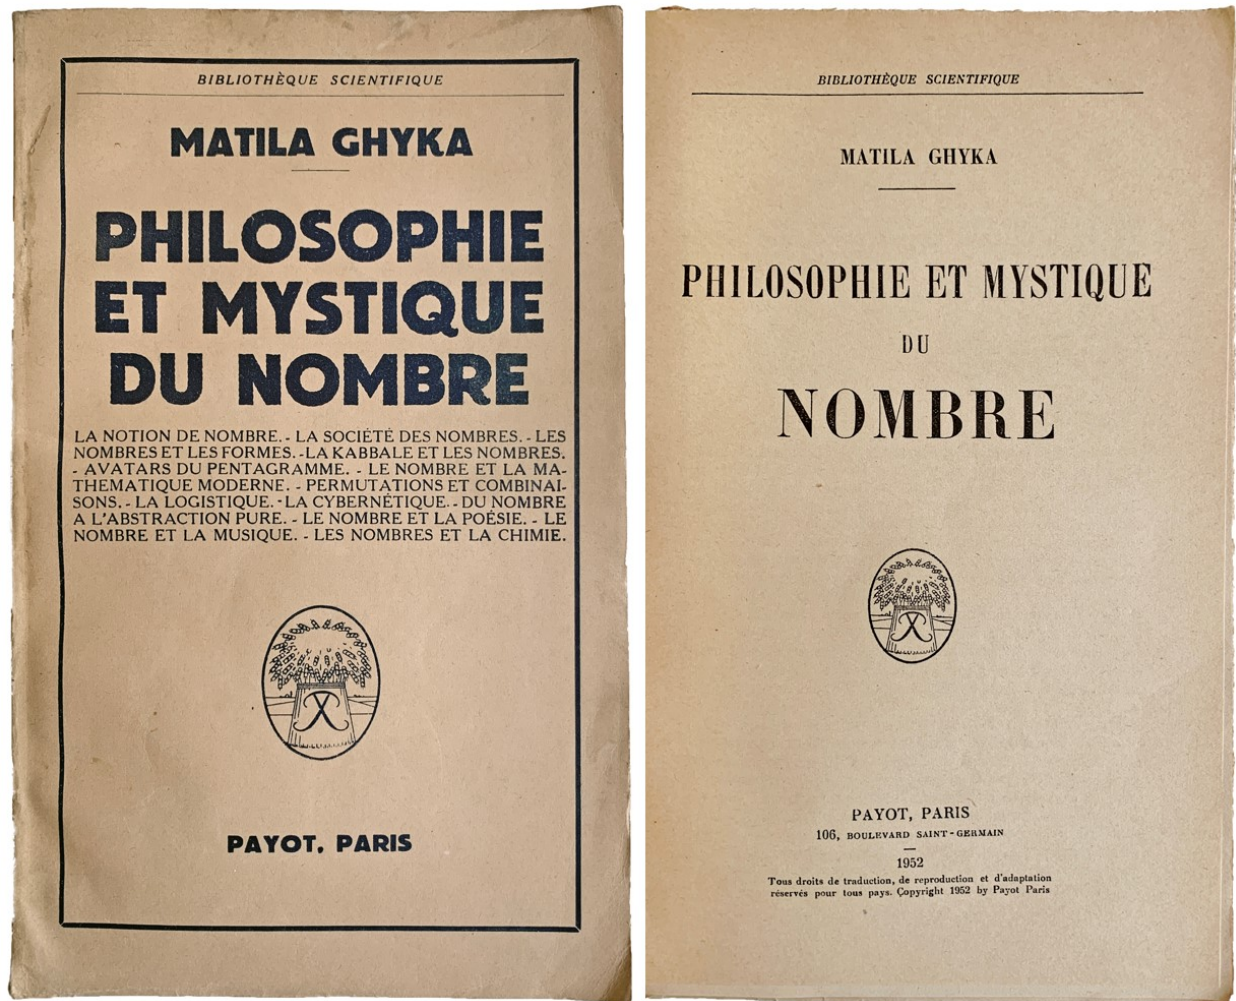 BIBLIOTHÈQUE SCIENTIFIQUE
MATILA GHYKA
PHILOSOPHIE
ET MYSTIQUE
DU NOMBRE
LA NOTION DE NOMBRE. - LA SOCIÉTÉ DES NOMBRES. - LES
NOMBRES ET LES FORMES. - LA KABBALE ET LES NOMBRES.
- AVATARS DU PENTAGRAMME. - LE NOMBRE ET LA MA-
THEMATIQUE MODERNE. - PERMUTATIONS ET COMBINAI-
SONS. - LA LOGISTIQUE. - LA CYBERNÉTIQUE. - DU NOMBRE
A L'ABSTRACTION PURE. - LE NOMBRE ET LA POÉSIE. - LE
NOMBRE ET LA MUSIQUE. - LES NOMBRES ET LA CHIMIE.
PAYOT, PARIS
BIBLIOTHÈQUE SCIENTIFIQUE
MATILA GHYKA
PHILOSOPHIE ET MYSTIQUE
DU
NOMBRE
PAYOT, PARIS
106, BOULEVARD SAINT-GERMAIN
1952
Tous droits de traduction, de reproduction et d'adaptation
réservés pour tous pays. Copyright 1952 by Payot Paris